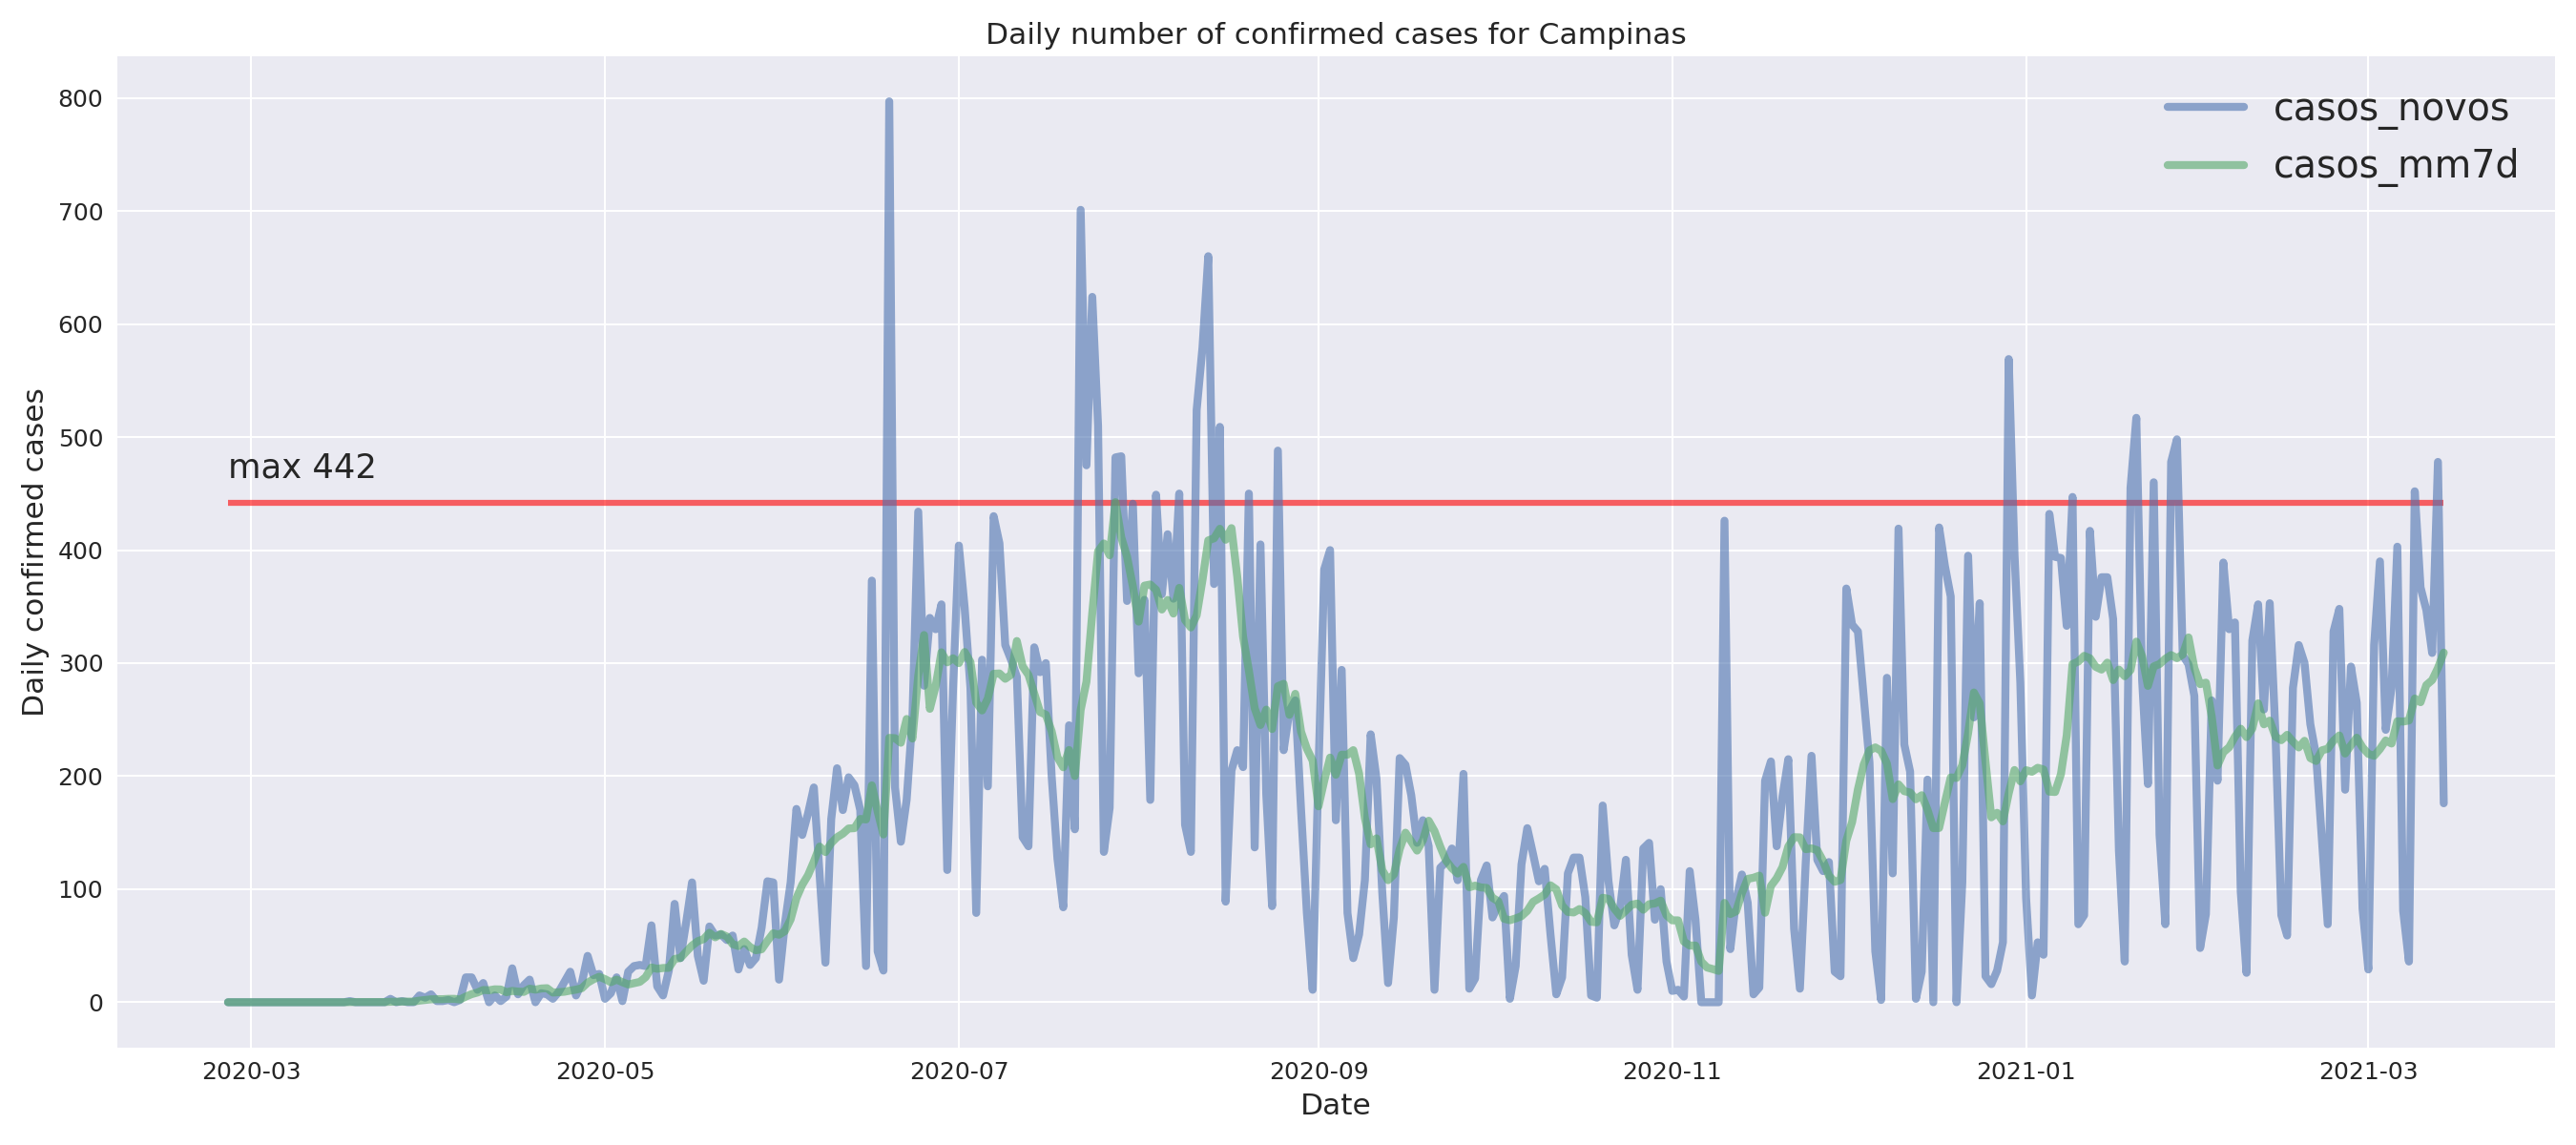 Daily number of confirmed cases for Campinas
casos_novos
casos_mm7d
max 442
Daily confirmed cases
800
700
600
500
400
300
200
100
0
2020-03 2020-05 2020-07 2020-09 2020-11 2021-01 2021-03
Date